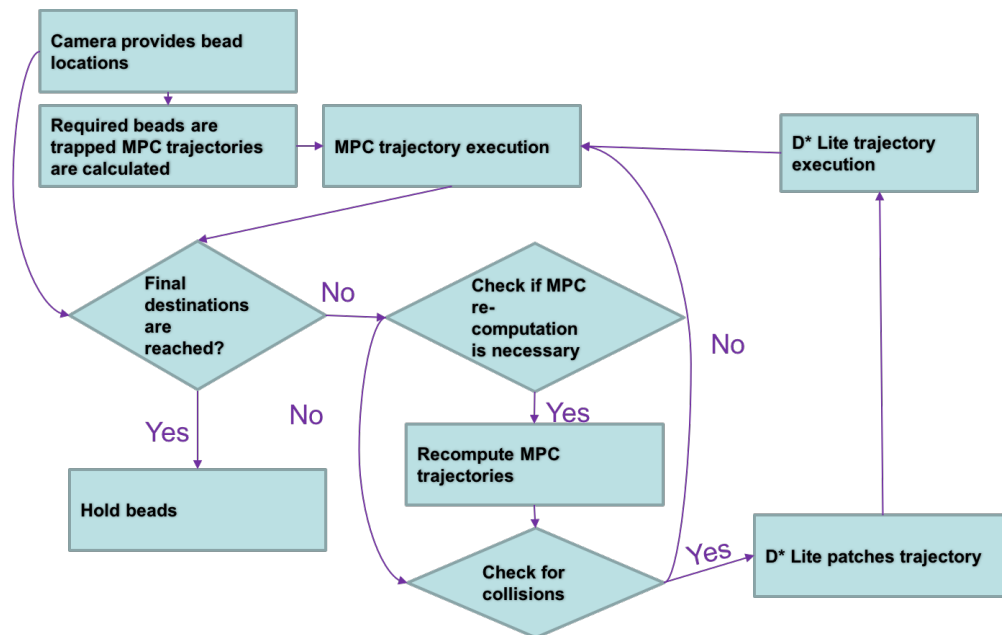 Camera provides bead
locations
Required beads are
trapped MPC trajectories
are calculated
MPC trajectory execution
D* Lite trajectory
execution
Final
destinations
are
reached?
No
Check if MPC
re-
computation
is necessary
No
No
Yes
Yes
Recompute MPC
trajectories
Hold beads
Check for
collisions
Yes
D* Lite patches trajectory